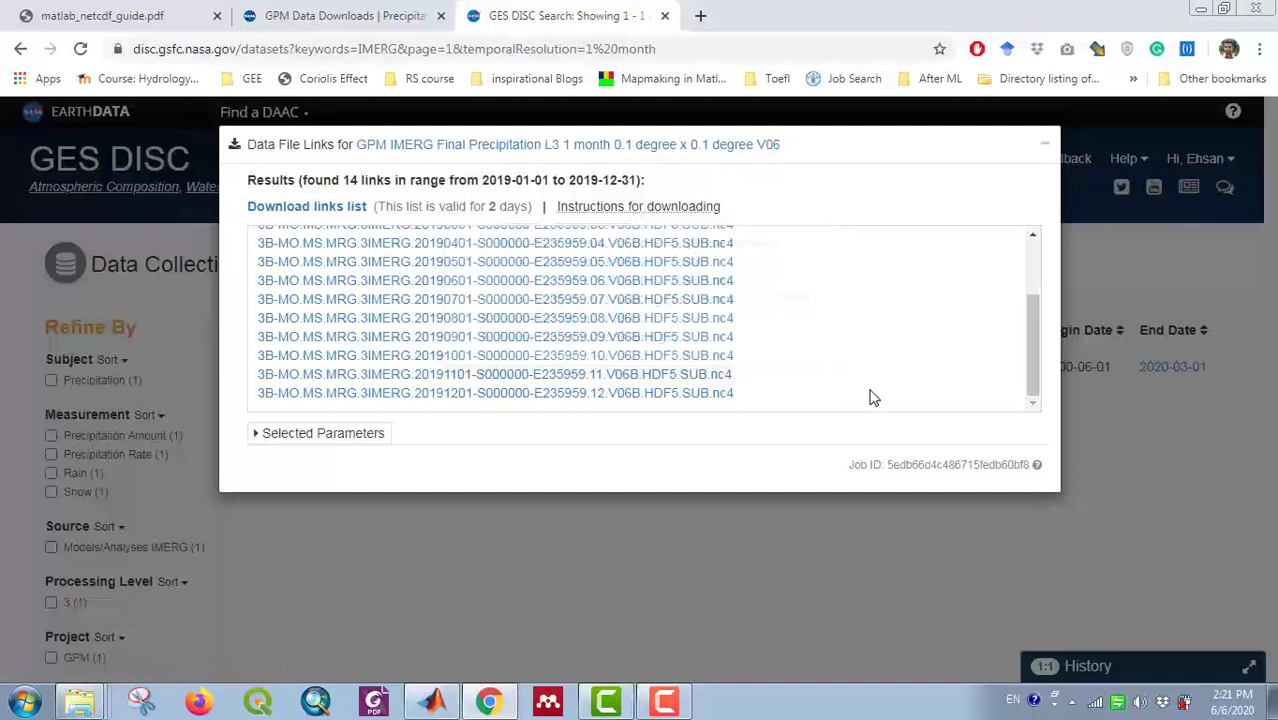 matlab_netcdf_guide.pdf
GPM Data Downloads | Precipita
GES DISC Search: Showing 1 - 1
disc.gsfc.nasa.gov/datasets?keywords=IMERG&page=1&temporalResolution=1%20month
Apps
Course: Hydrology...
GEE
Coriolis Effect
RS course
inspirational Blogs
Mapmaking in Matl...
Toefl
Job Search
After ML
Directory listing of...
»
Other bookmarks
EARTHDATA
Find a DAAC
GES DISC
Atmospheric Composition, Water
dback
Help
Hi, Ehsan
Data File Links for GPM IMERG Final Precipitation L3 1 month 0.1 degree x 0.1 degree V06
Results (found 14 links in range from 2019-01-01 to 2019-12-31):
Download links list (This list is valid for 2 days) | Instructions for downloading
3B-MO.MS.MRG.3IMERG.20190401-S000000-E235959.04.V06B.HDF5.SUB.nc4
3B-MO.MS.MRG.3IMERG.20190501-S000000-E235959.05.V06B.HDF5.SUB.nc4
3B-MO.MS.MRG.3IMERG.20190601-S000000-E235959.06.V06B.HDF5.SUB.nc4
3B-MO.MS.MRG.3IMERG.20190701-S000000-E235959.07.V06B.HDF5.SUB.nc4
3B-MO.MS.MRG.3IMERG.20190801-S000000-E235959.08.V06B.HDF5.SUB.nc4
3B-MO.MS.MRG.3IMERG.20190901-S000000-E235959.09.V06B.HDF5.SUB.nc4
3B-MO.MS.MRG.3IMERG.20191001-S000000-E235959.10.V06B.HDF5.SUB.nc4
3B-MO.MS.MRG.3IMERG.20191101-S000000-E235959.11.V06B.HDF5.SUB.nc4
3B-MO.MS.MRG.3IMERG.20191201-S000000-E235959.12.V06B.HDF5.SUB.nc4
Selected Parameters
Job ID: 5edb66d4c486715fedb60bf8
Data Collecti
Refine By
Subject Sort
Precipitation (1)
Measurement Sort
Precipitation Amount (1)
Precipitation Rate (1)
Rain (1)
Snow (1)
Source Sort
Models/Analyses IMERG (1)
Processing Level Sort
3 (1)
Project Sort
GPM (1)
gin Date
End Date
00-06-01
2020-03-01
1:1 History
EN
2:21 PM
6/6/2020